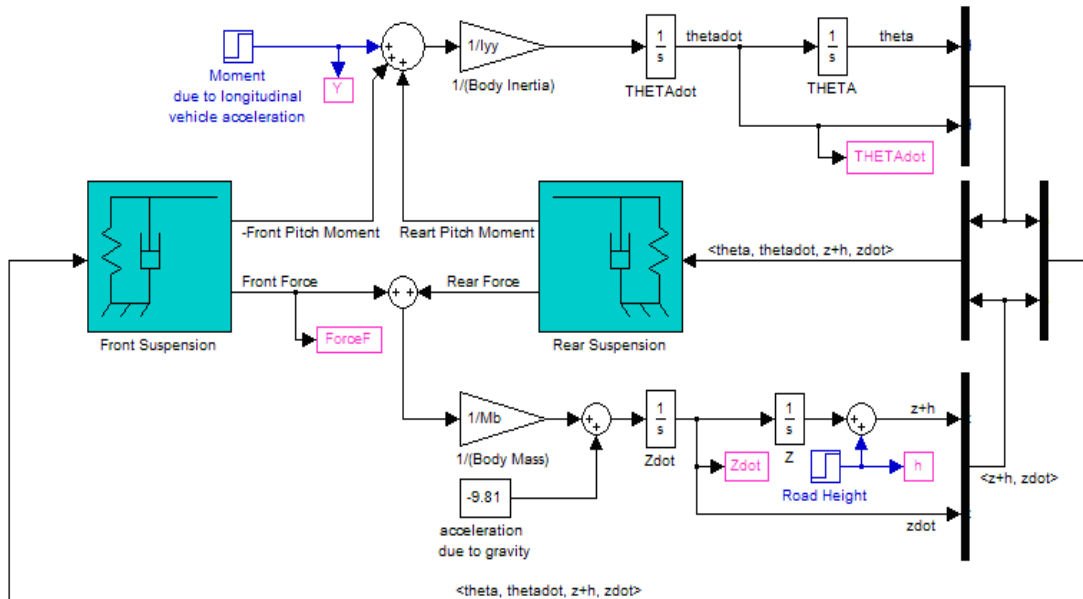 1/Iyy
1
s
thetadot
1
s
theta
Moment
due to longitudinal
vehicle acceleration
Y
1/(Body Inertia)
THETAdot
THETA
THETAdot
-Front Pitch Moment
Reart Pitch Moment
<theta, thetadot, z+h, zdot>
Front Force
Rear Force
Front Suspension
ForceF
Rear Suspension
1/Mb
1
s
1
s
z+h
1/(Body Mass)
Zdot
Z
Zdot
h
Road Height
<z+h, zdot>
-9.81
zdot
acceleration
due to gravity
<theta, thetadot, z+h, zdot>